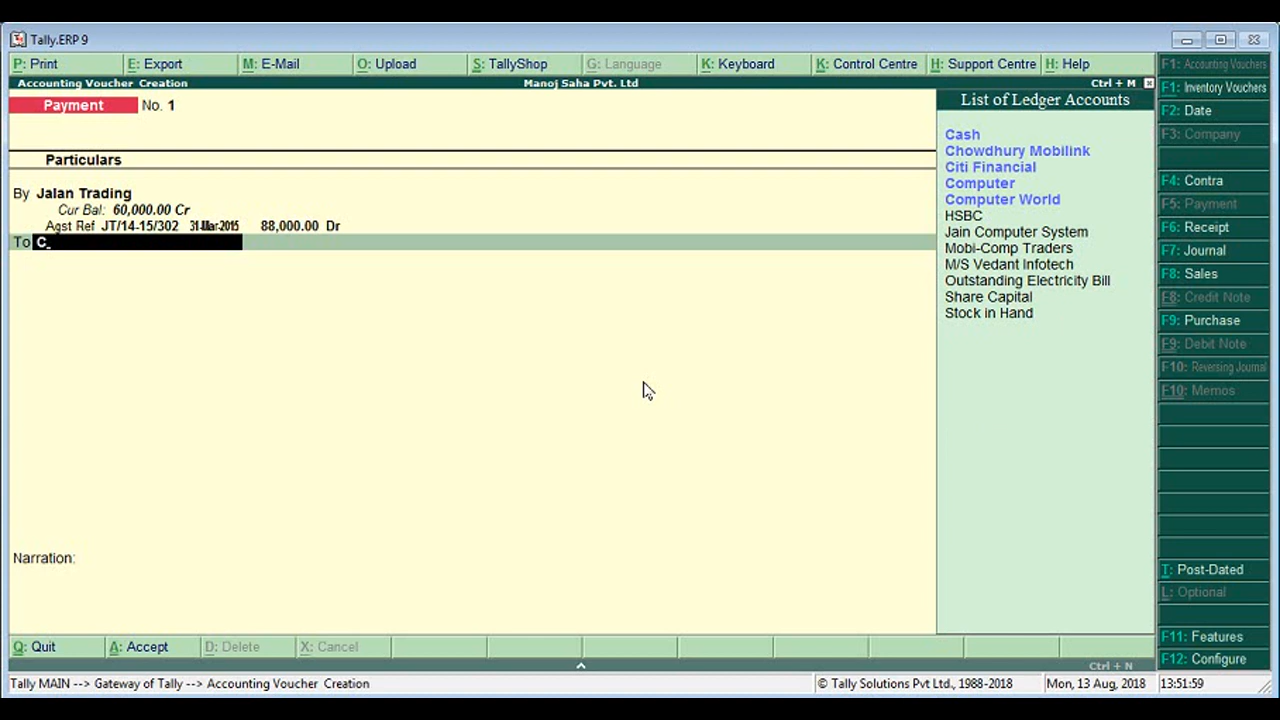 Tally.ERP 9
P: Print E: Export M: E-Mail O: Upload S: TallyShop G: Language K: Keyboard K: Control Centre H: Support Centre H: Help
Accounting Voucher Creation Manoj Saha Pvt. Ltd Ctrl + M
Payment No. 1
Particulars
By Jalan Trading
Cur Bal: 60,000.00 Cr
Agst Ref JT/14-15/302 31-Mar-2015 88,000.00 Dr
To C
Narration:
List of Ledger Accounts
Cash
Chowdhury Mobilink
Citi Financial
Computer
Computer World
HSBC
Jain Computer System
Mobi-Comp Traders
M/S Vedant Infotech
Outstanding Electricity Bill
Share Capital
Stock in Hand
F1: Accounting Vouchers
F1: Inventory Vouchers
F2: Date
F3: Company
F4: Contra
F5: Payment
F6: Receipt
F7: Journal
F8: Sales
F8: Credit Note
F9: Purchase
F9: Debit Note
F10: Reversing Journal
F10: Memos
T: Post-Dated
L: Optional
F11: Features
F12: Configure
Q: Quit A: Accept D: Delete X: Cancel
Ctrl + N
Tally MAIN --> Gateway of Tally --> Accounting Voucher Creation © Tally Solutions Pvt Ltd., 1988-2018 Mon, 13 Aug, 2018 13:51:59